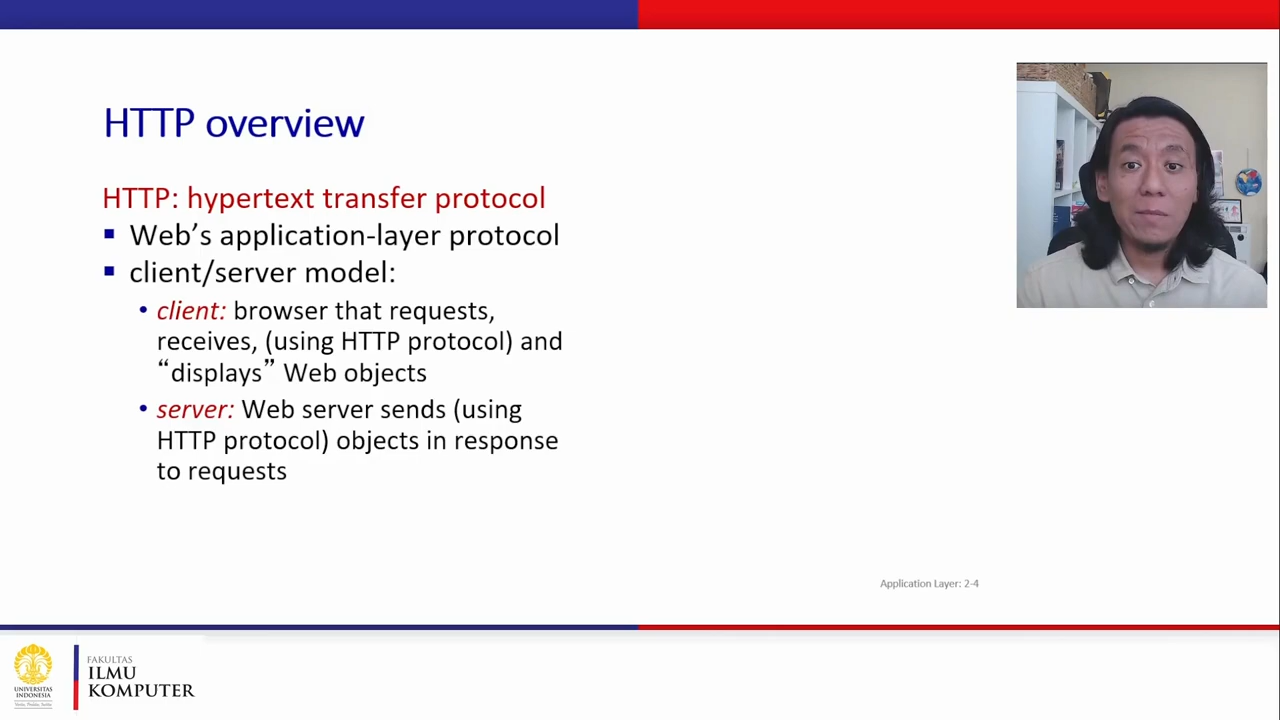 HTTP overview
HTTP: hypertext transfer protocol
▪ Web’s application-layer protocol
▪ client/server model:
• client: browser that requests,
receives, (using HTTP protocol) and
“displays” Web objects
• server: Web server sends (using
HTTP protocol) objects in response
to requests
Application Layer: 2-4
UNIVERSITAS
INDONESIA
FAKULTAS
ILMU
KOMPUTER